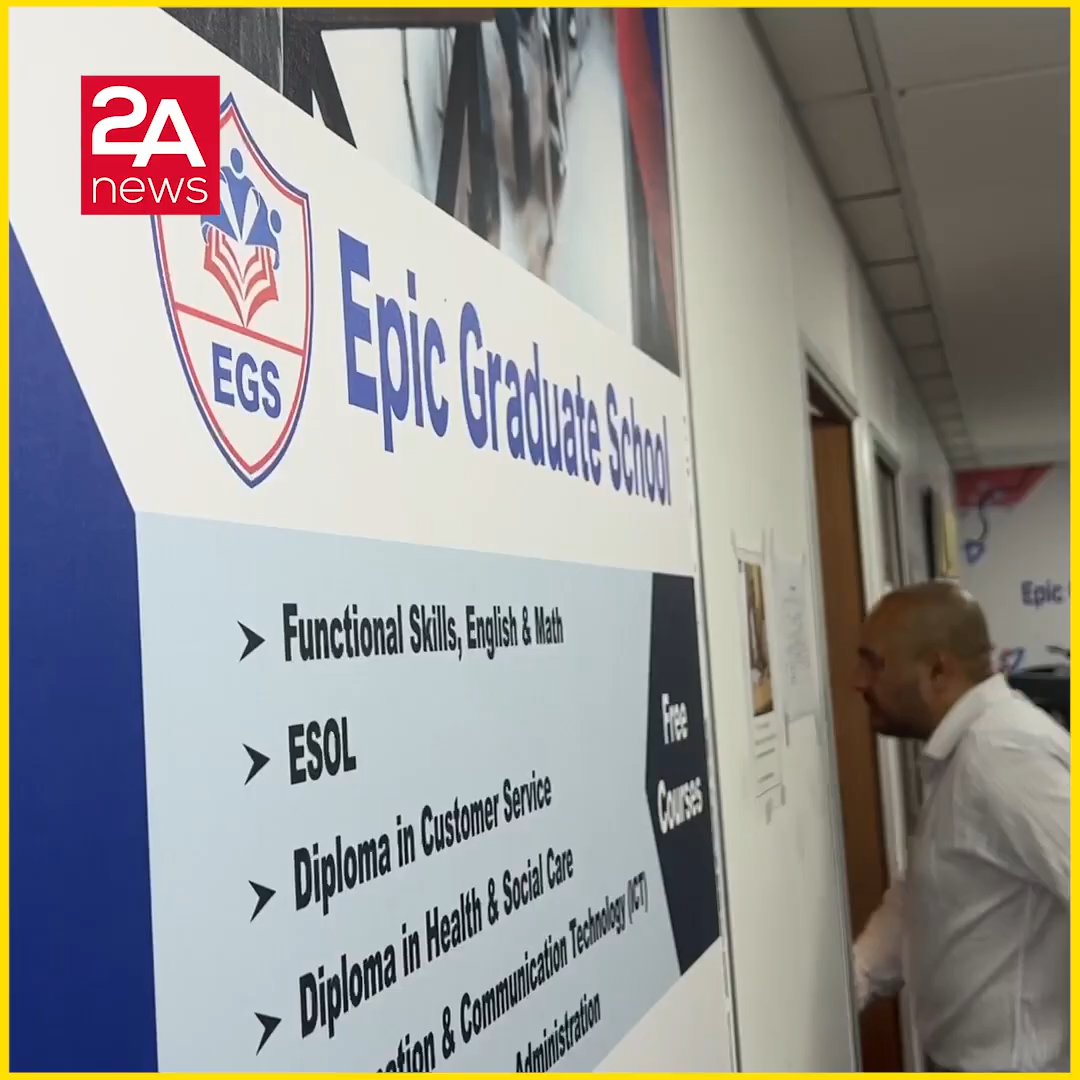 2A
news
EGS
Epic Graduate School
Functional Skills, English & Math
ESOL
Diploma in Customer Service
Diploma in Health & Social Care
& Communication Technology (ICT)
Administration
Free
Courses
Epic